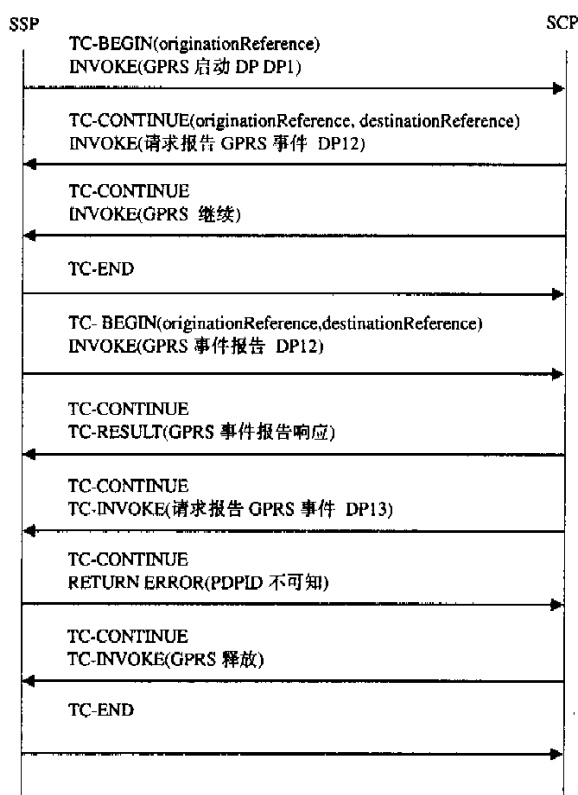 SSP
SCP
TC-BEGIN(originationReference)
INVOKE(GPRS 启动 DP DP1)
TC-CONTINUE(originationReference, destinationReference)
INVOKE(请求报告 GPRS 事件 DP12)
TC-CONTINUE
INVOKE(GPRS 继续)
TC-END
TC- BEGIN(originationReference,destinationReference)
INVOKE(GPRS 事件报告 DP12)
TC-CONTINUE
TC-RESULT(GPRS 事件报告响应)
TC-CONTINUE
TC-INVOKE(请求报告 GPRS 事件 DP13)
TC-CONTINUE
RETURN ERROR(PDPID 不可知)
TC-CONTINUE
TC-INVOKE(GPRS 释放)
TC-END